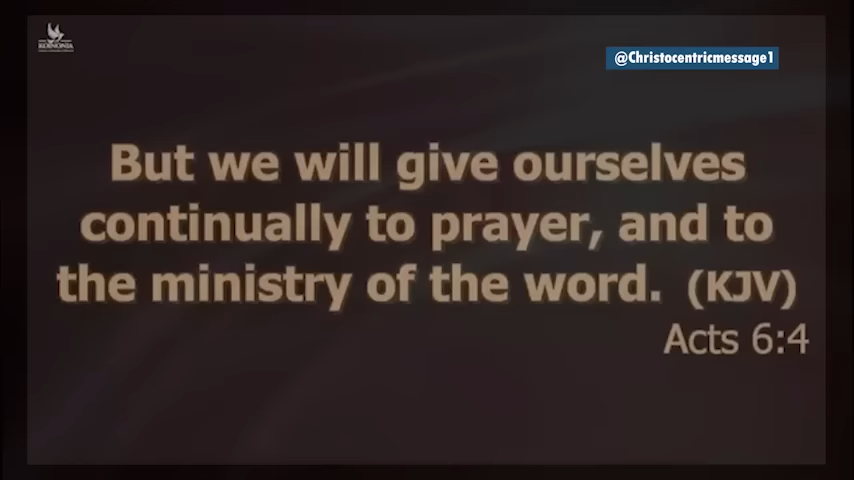 KOINONIA
@Christocentricmessage1
But we will give ourselves
continually to prayer, and to
the ministry of the word. (KJV)
Acts 6:4